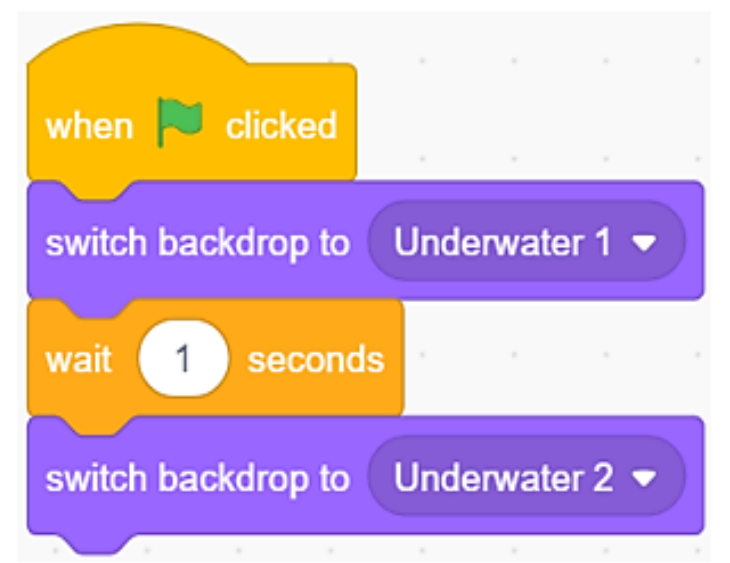 when clicked
switch backdrop to Underwater 1
wait 1 seconds
switch backdrop to Underwater 2